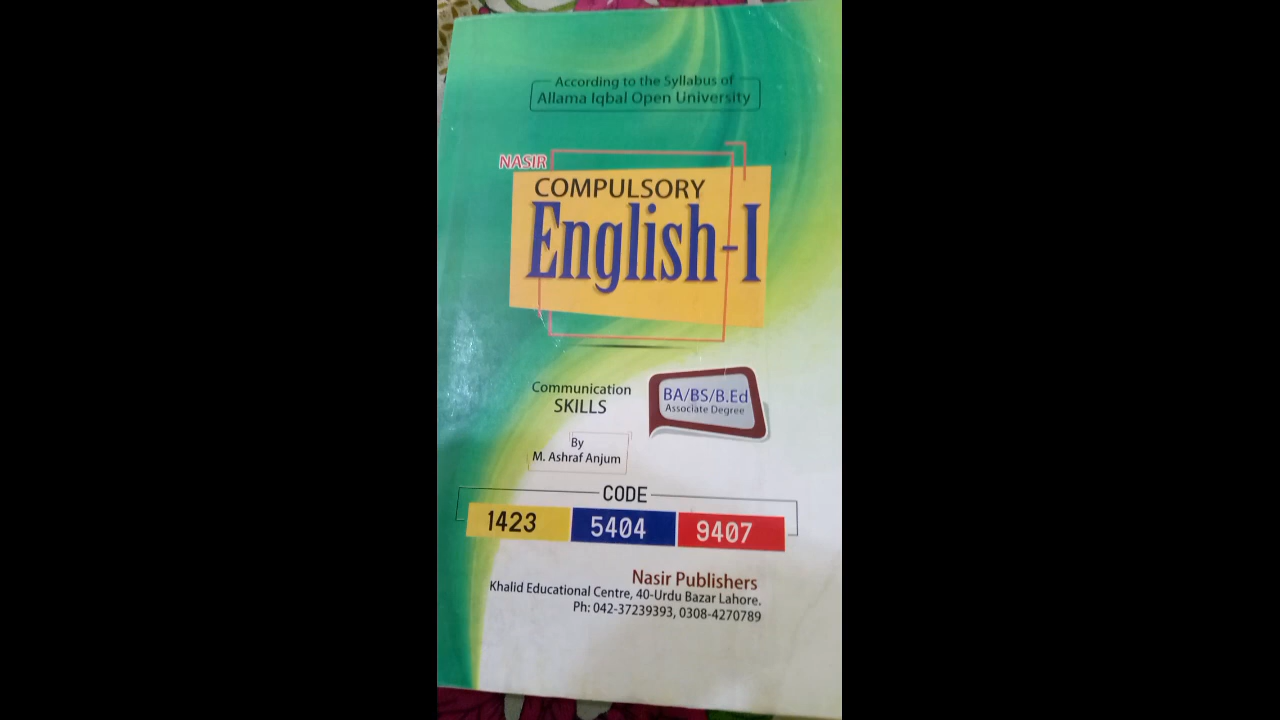 According to the Syllabus of
Allama Iqbal Open University
NASIR
COMPULSORY
English-I
Communication
SKILLS
BA/BS/B.Ed
Associate Degree
By
M. Ashraf Anjum
CODE
1423 5404 9407
Nasir Publishers
Khalid Educational Centre, 40-Urdu Bazar Lahore.
Ph: 042-37239393, 0308-4270789